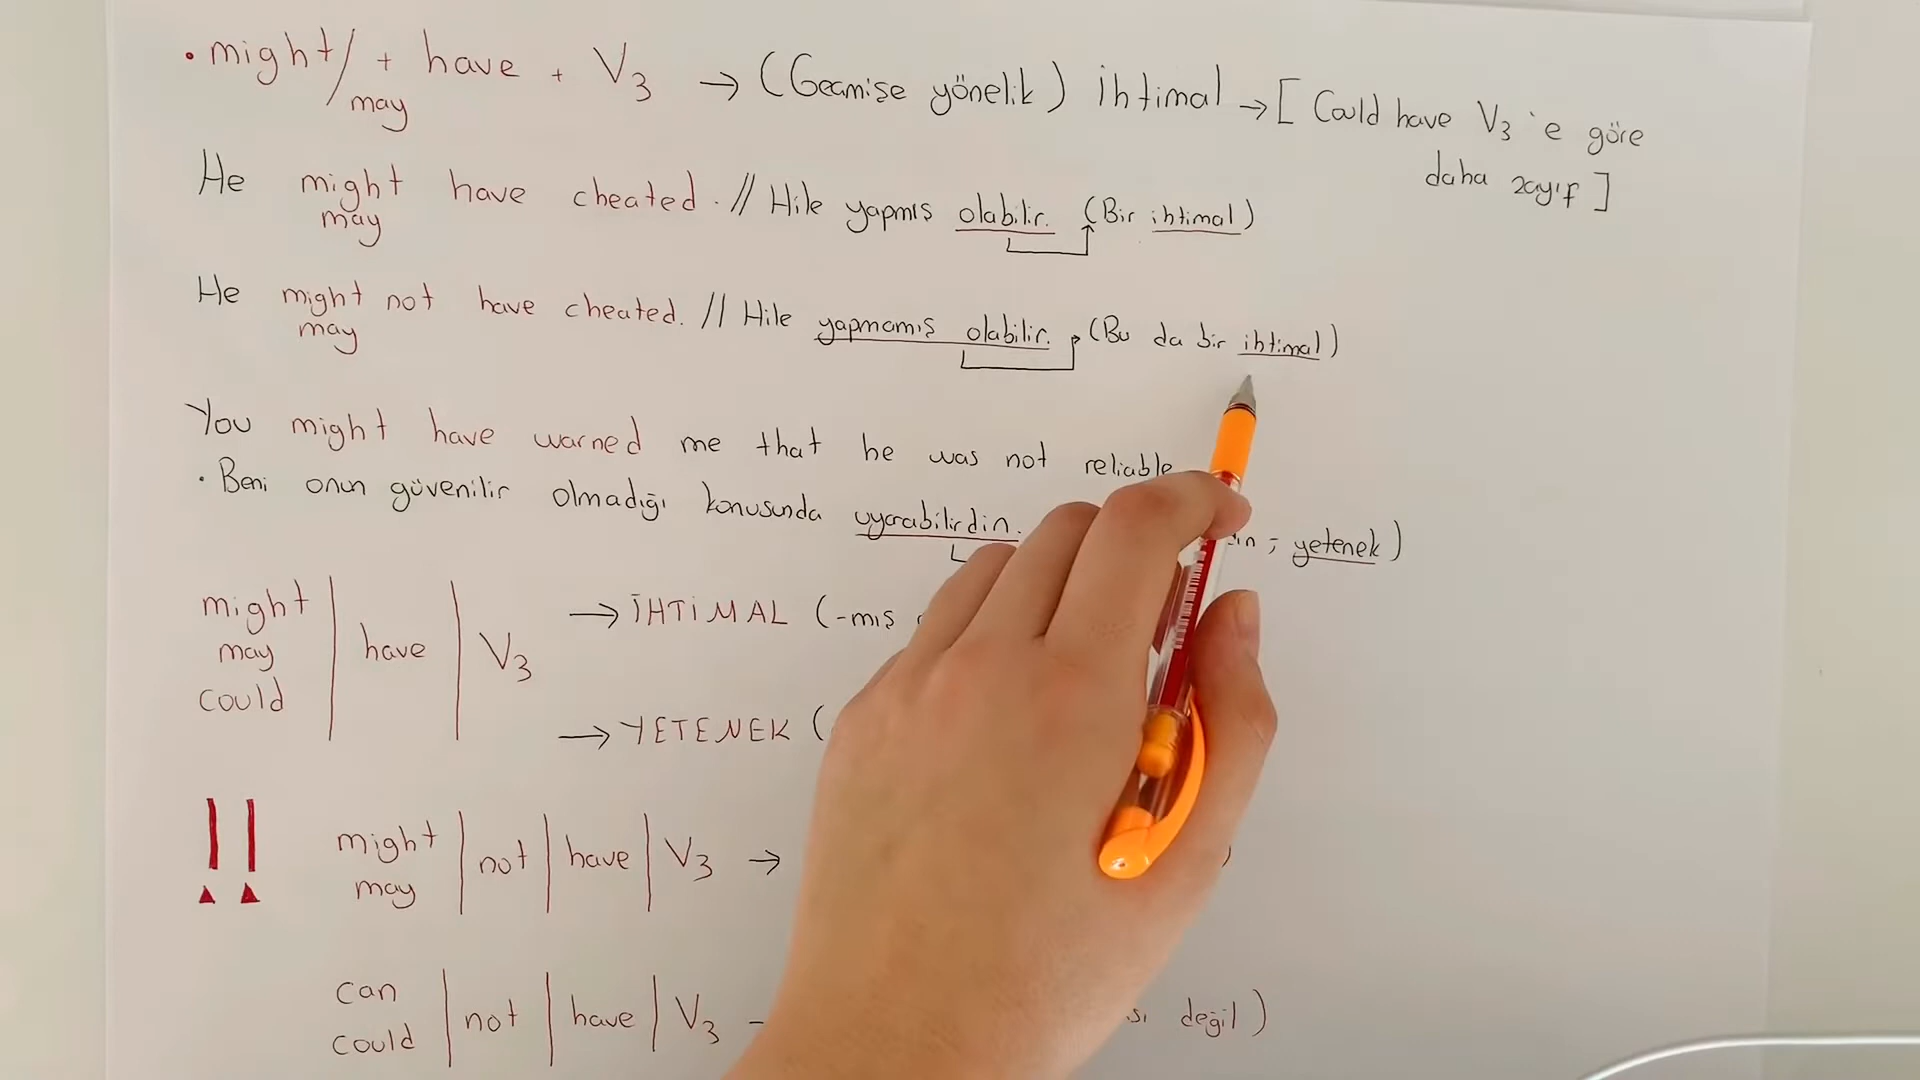 • might/ + have + V3 → (Gecmişe yönelik) ihtimal → [ Could have V3 'e göre
may
daha zayıf ]
He might have cheated. // Hile yapmış olabilir. (Bir ihtimal)
may
He might not have cheated. // Hile yapmamış olabilir. (Bu da bir ihtimal)
may
You might have warned me that he was not reliable
• Beni onun güvenilir olmadığı konusunda uyarabilirdin. ; yetenek)
might
may
could
have
V3
→ İHTİMAL (-mış
→ YETENEK (
!!
might
may
not
have
V3 →
)
can
could
not
have
V3 -
değil )